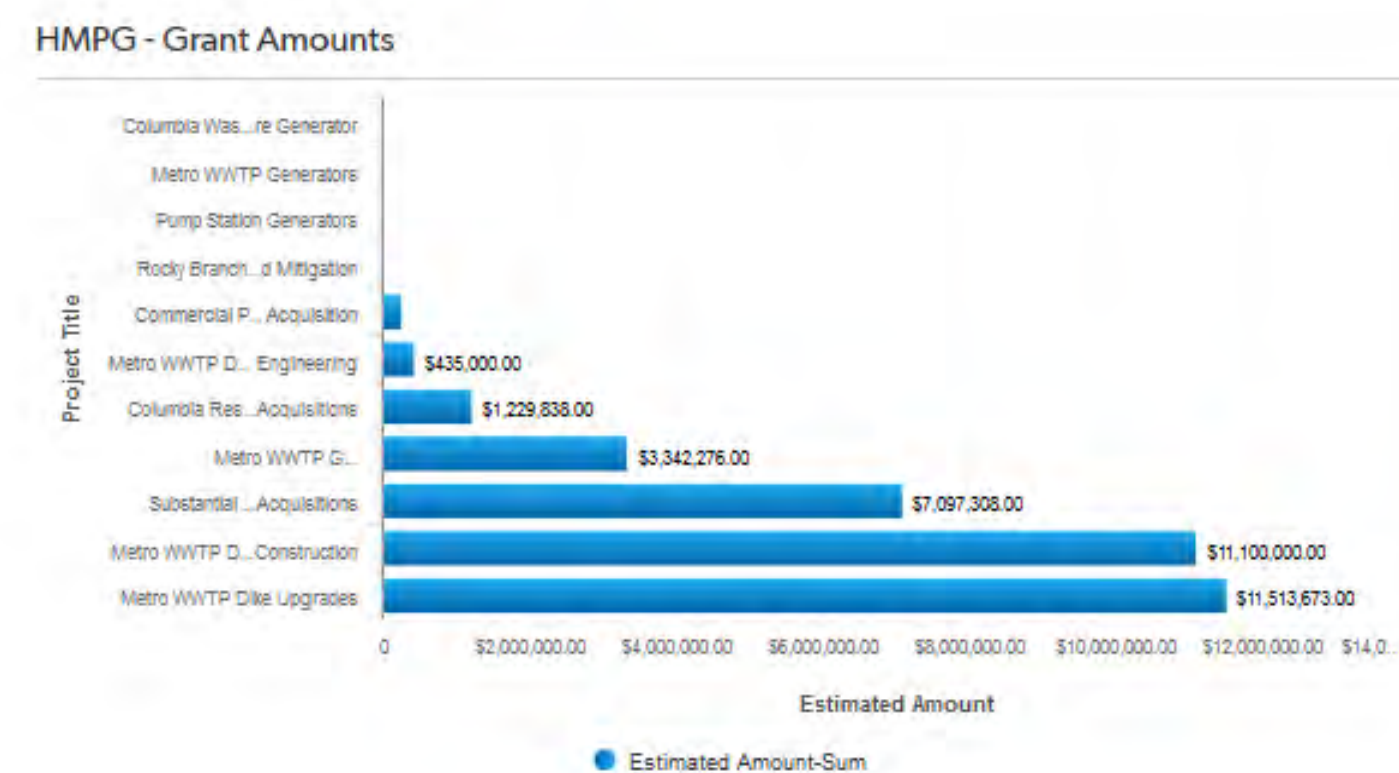 HMPG - Grant Amounts
Columbia Was...re Generator
Metro WWTP Generators
Pump Station Generators
Rocky Branch...d Mitigation
Commercial P... Acquisition
Metro WWTP D... Engineering
$435,000.00
Columbia Res...Acquisitions
$1,229,838.00
Metro WWTP G...
$3,342,276.00
Substantial ...Acquisitions
$7,097,308.00
Metro WWTP D...Construction
$11,100,000.00
Metro WWTP Dike Upgrades
$11,513,673.00
Project Title
0 $2,000,000.00 $4,000,000.00 $6,000,000.00 $8,000,000.00 $10,000,000.00 $12,000,000.00 $14,0...
Estimated Amount
Estimated Amount-Sum